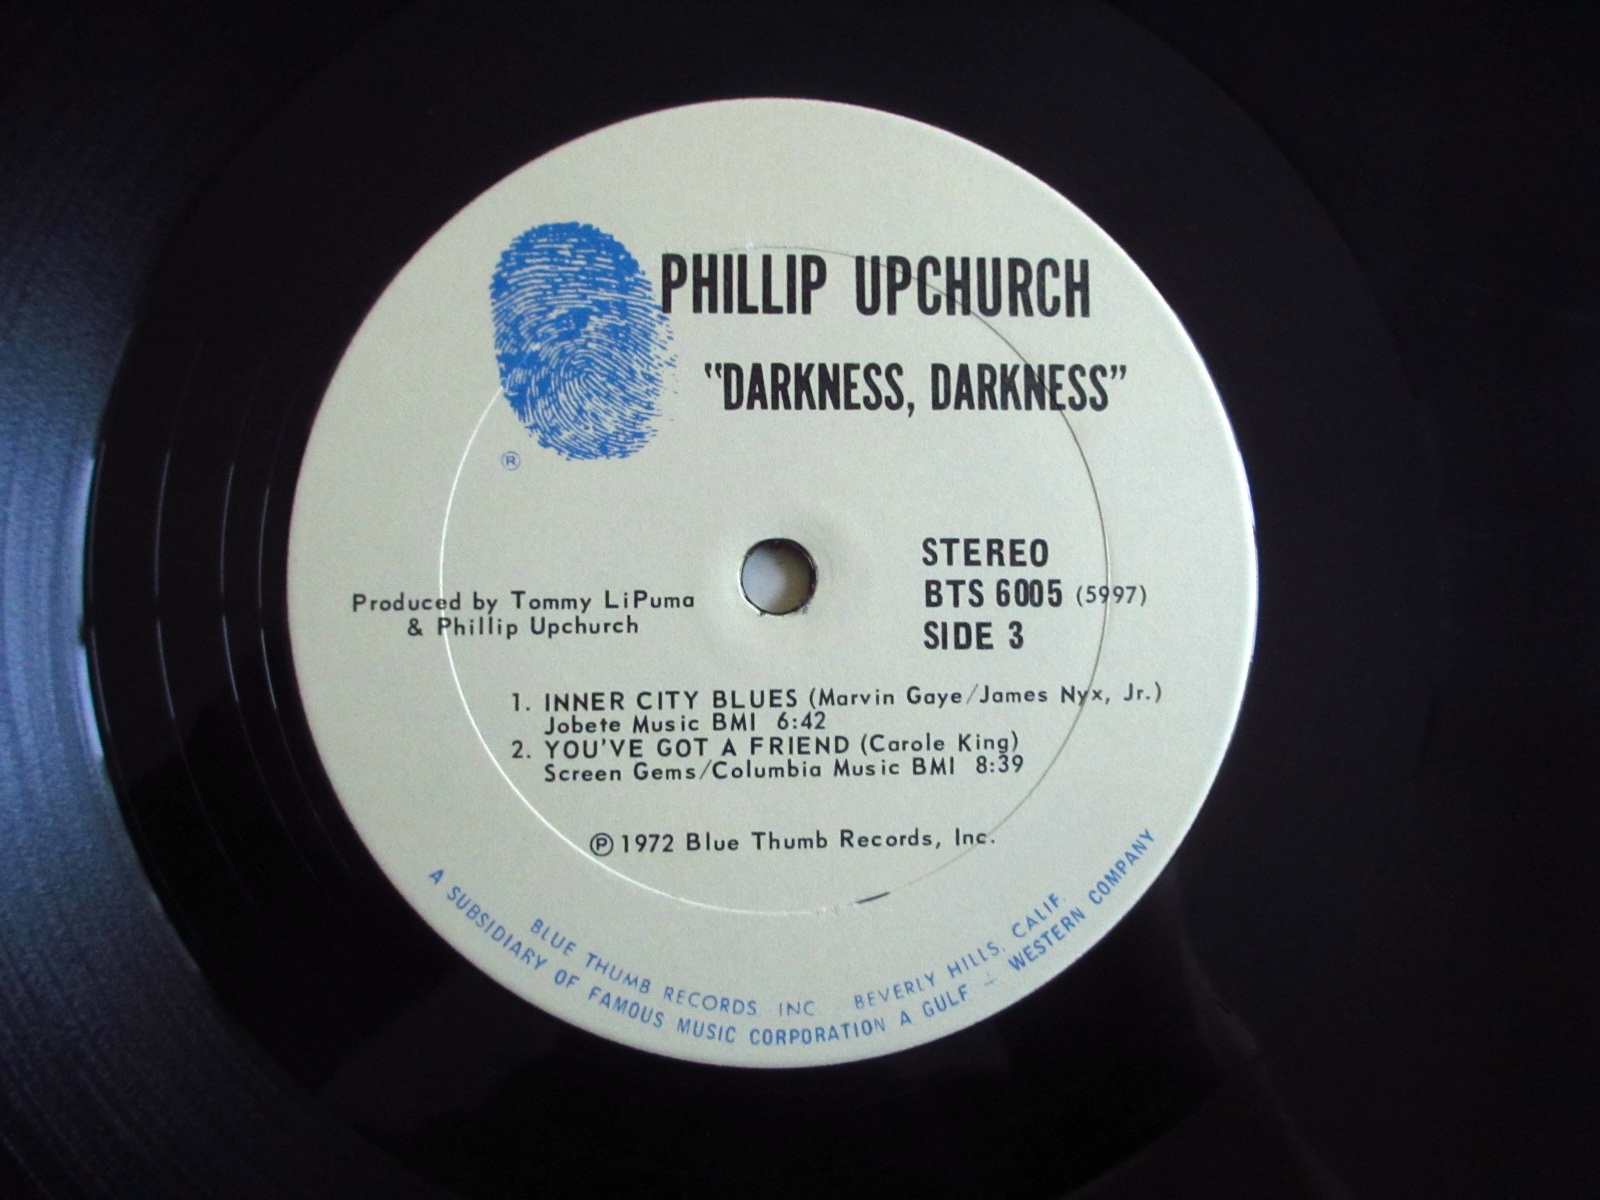 PHILLIP UPCHURCH
"DARKNESS, DARKNESS"
®
STEREO
BTS 6005 (5997)
SIDE 3
Produced by Tommy LiPuma
& Phillip Upchurch
1. INNER CITY BLUES (Marvin Gaye/James Nyx, Jr.)
Jobete Music BMI 6:42
2. YOU'VE GOT A FRIEND (Carole King)
Screen Gems/Columbia Music BMI 8:39
℗ 1972 Blue Thumb Records, Inc.
BLUE THUMB RECORDS INC BEVERLY HILLS, CALIF.
A SUBSIDIARY OF FAMOUS MUSIC CORPORATION A GULF + WESTERN COMPANY